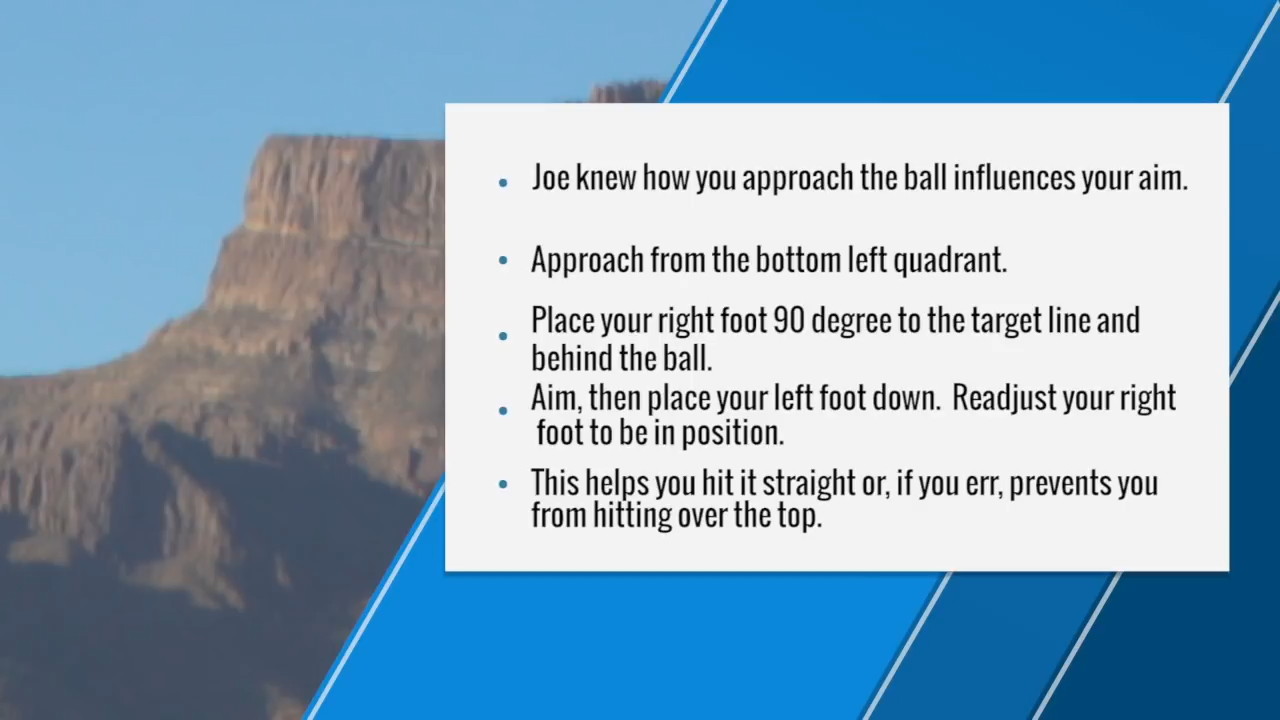 Joe knew how you approach the ball influences your aim.
Approach from the bottom left quadrant.
Place your right foot 90 degree to the target line and
behind the ball.
Aim, then place your left foot down. Readjust your right
foot to be in position.
This helps you hit it straight or, if you err, prevents you
from hitting over the top.